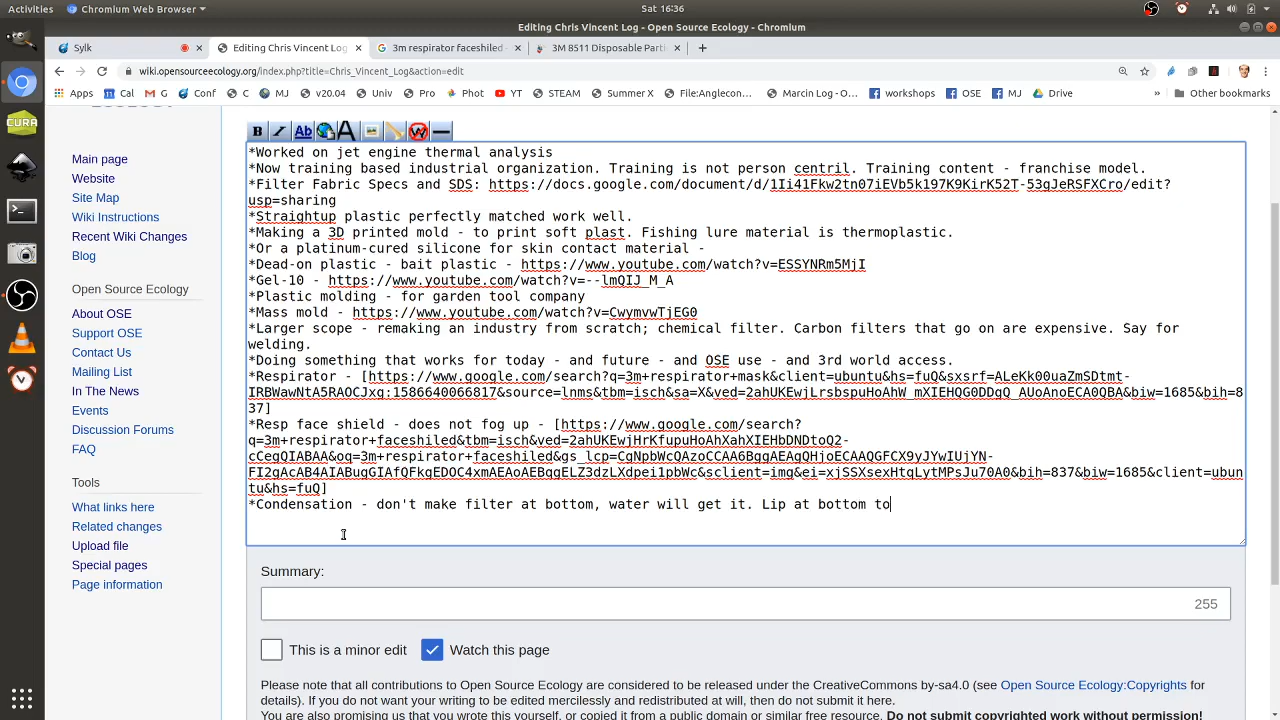 Activities Chromium Web Browser Sat 16:36
Editing Chris Vincent Log - Open Source Ecology - Chromium
Sylk Editing Chris Vincent Log 3m respirator faceshiled - 3M 8511 Disposable Parti
wiki.opensourceecology.org/index.php?title=Chris_Vincent_Log&action=edit
Apps Cal G Conf C MJ v20.04 Univ Pro Phot YT STEAM Summer X File:Anglecon... Marcin Log - O... workshops OSE MJ Drive » Other bookmarks
ECOLOGY
B I Ab A W
Main page
Website
Site Map
Wiki Instructions
Recent Wiki Changes
Blog
Open Source Ecology
About OSE
Support OSE
Contact Us
Mailing List
In The News
Events
Discussion Forums
FAQ
Tools
What links here
Related changes
Upload file
Special pages
Page information
*Worked on jet engine thermal analysis
*Now training based industrial organization. Training is not person centril. Training content - franchise model.
*Filter Fabric Specs and SDS: https://docs.google.com/document/d/1Ii41Fkw2tn07iEVb5k197K9KirK52T-53gJeRSFXCro/edit?
usp=sharing
*Straightup plastic perfectly matched work well.
*Making a 3D printed mold - to print soft plast. Fishing lure material is thermoplastic.
*Or a platinum-cured silicone for skin contact material -
*Dead-on plastic - bait plastic - https://www.youtube.com/watch?v=ESSYNRm5MjI
*Gel-10 - https://www.youtube.com/watch?v=--lmQIJ_M_A
*Plastic molding - for garden tool company
*Mass mold - https://www.youtube.com/watch?v=CwymvwTjEG0
*Larger scope - remaking an industry from scratch; chemical filter. Carbon filters that go on are expensive. Say for
welding.
*Doing something that works for today - and future - and OSE use - and 3rd world access.
*Respirator - [https://www.google.com/search?q=3m+respirator+mask&client=ubuntu&hs=fuQ&sxsrf=ALeKk00uaZmSDtmt-
IRBWawNtA5RAOCJxg:1586640066817&source=lnms&tbm=isch&sa=X&ved=2ahUKEwjLrsbspuHoAhW_mXIEHQG0DDgQ_AUoAnoECA0QBA&biw=1685&bih=8
37]
*Resp face shield - does not fog up - [https://www.google.com/search?
q=3m+respirator+faceshiled&tbm=isch&ved=2ahUKEwjHrKfupuHoAhXahXIEHbDNDtoQ2-
cCegQIABAA&oq=3m+respirator+faceshiled&gs_lcp=CgNpbWcQAzoCCAA6BggAEAgQHjoECAAQGFCX9yJYwIUjYN-
FI2gAcAB4AIABugGIAfQFkgEDOC4xmAEAoAEBqgELZ3dzLXdpei1pbWc&sclient=img&ei=xjSSXsexHtqLytMPsJu70A0&bih=837&biw=1685&client=ubun
tu&hs=fuQ]
*Condensation - don't make filter at bottom, water will get it. Lip at bottom to
Summary:
255
This is a minor edit Watch this page
Please note that all contributions to Open Source Ecology are considered to be released under the CreativeCommons by-sa4.0 (see Open Source Ecology:Copyrights for
details). If you do not want your writing to be edited mercilessly and redistributed at will, then do not submit it here.
You are also promising us that you wrote this yourself, or copied it from a public domain or similar free resource. Do not submit copyrighted work without permission!